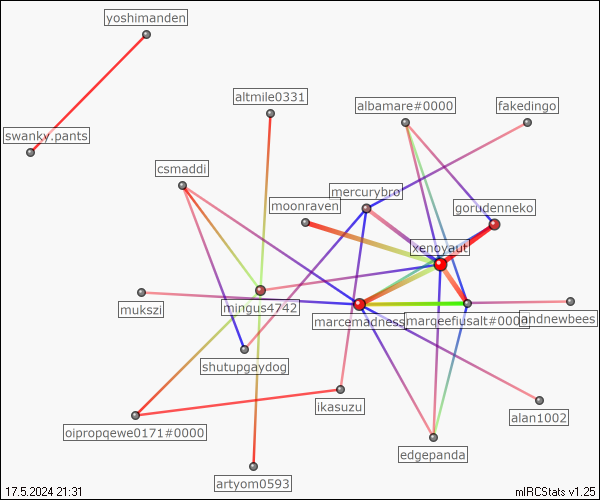 yoshimanden
altmile0331
albamare#0000
fakedingo
swanky.pants
csmaddi
mercurybro
moonraven
gorudenneko
xenoyaut
mukszi
mingus4742
marcemadness
marqeefiusalt#0000
andnewbees
shutupgaydog
ikasuzu
alan1002
oipropqewe0171#0000
edgepanda
artyom0593
17.5.2024 21:31
mIRCStats v1.25